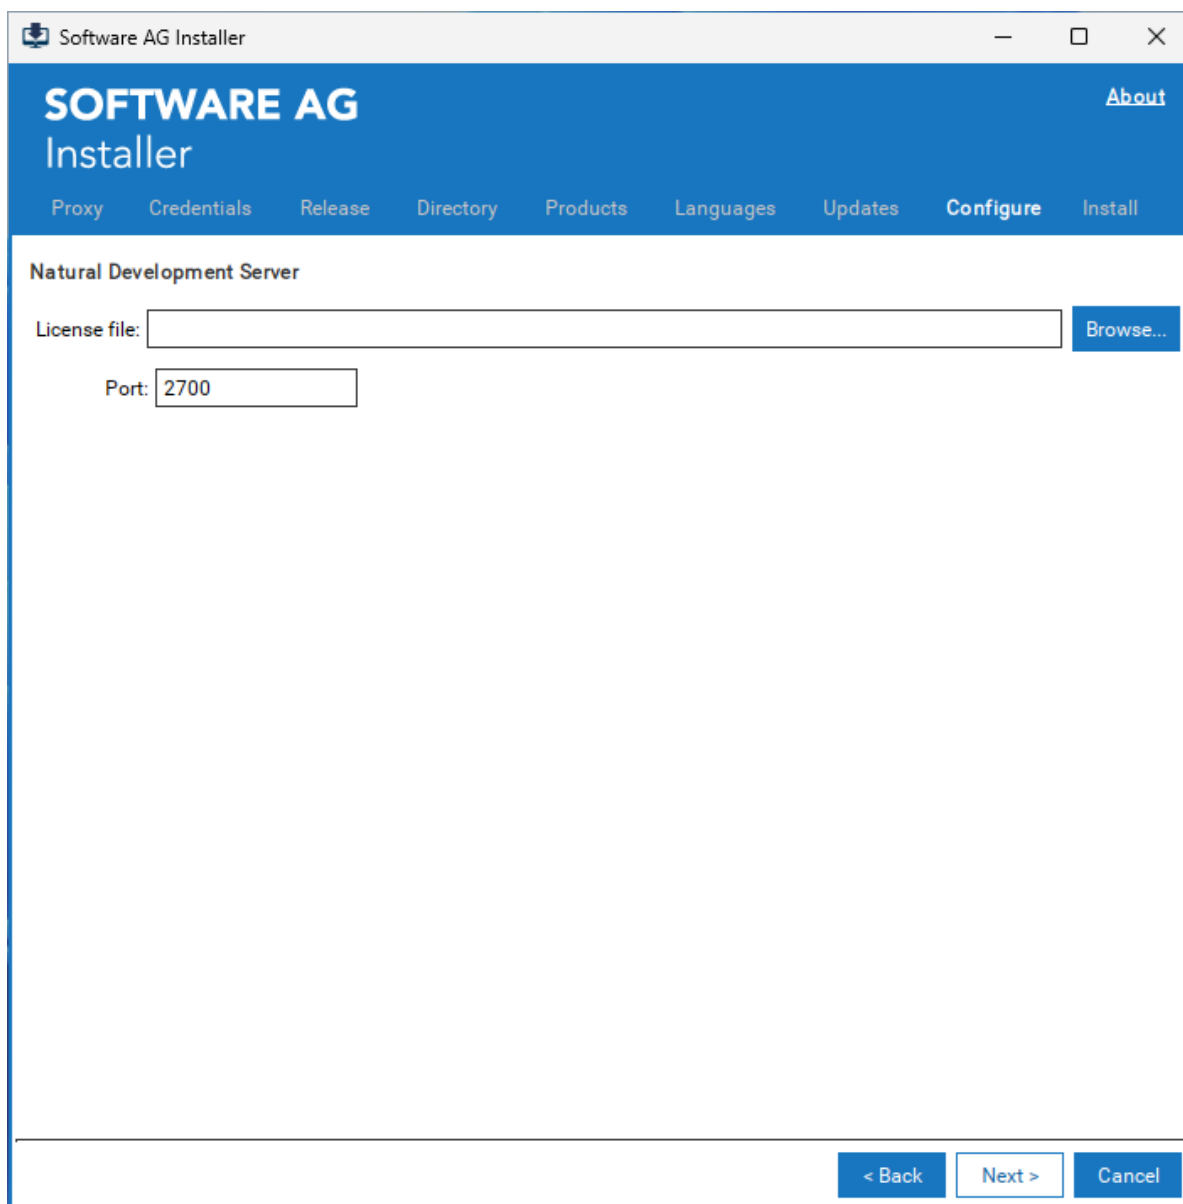 Software AG Installer
SOFTWARE AG
About
Installer
Proxy Credentials Release Directory Products Languages Updates Configure Install
Natural Development Server
License file: Browse...
Port: 2700
< Back Next > Cancel